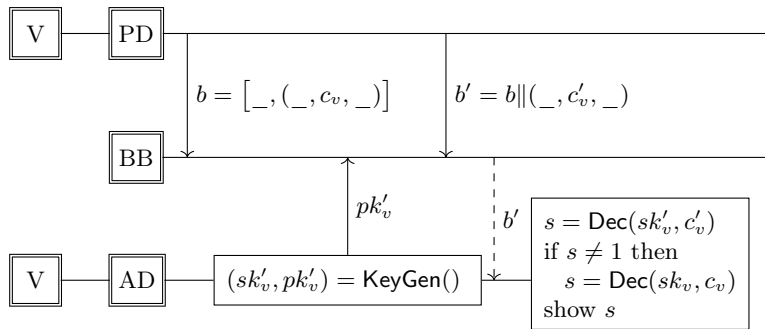 V PD
b = [_, (_, c_v, _)] b′ = b∥(_, c′_v, _)
BB
pk′_v b′
V AD (sk′_v, pk′_v) = KeyGen()
s = Dec(sk′_v, c′_v)
if s ≠ 1 then
s = Dec(sk_v, c_v)
show s